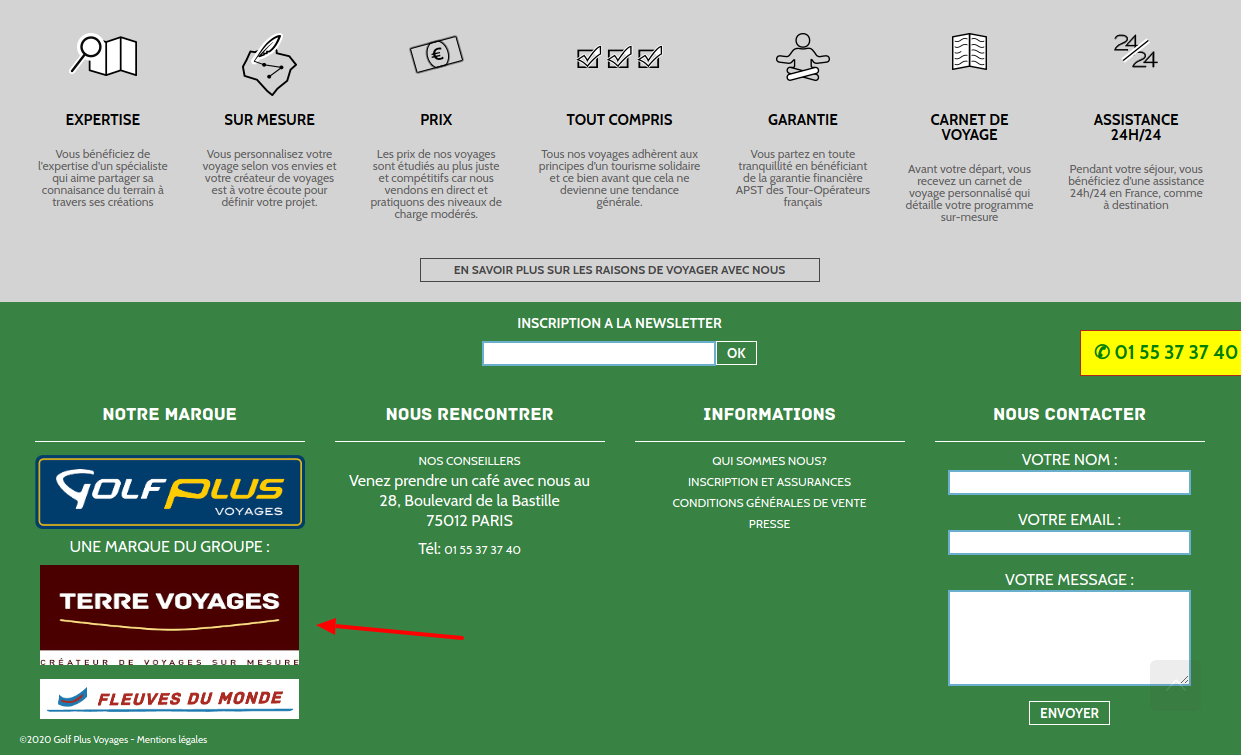 EXPERTISE
Vous bénéficiez de
l'expertise d'un spécialiste
qui aime partager sa
connaisance du terrain à
travers ses créations
SUR MESURE
Vous personnalisez votre
voyage selon vos envies et
votre créateur de voyages
est à votre écoute pour
définir votre projet.
€
PRIX
Les prix de nos voyages
sont étudiés au plus juste
et compétitifs car nous
vendons en direct et
pratiquons des niveaux de
charge modérés.
TOUT COMPRIS
Tous nos voyages adhèrent aux
principes d'un tourisme solidaire
et ce bien avant que cela ne
devienne une tendance
générale.
GARANTIE
Vous partez en toute
tranquillité en bénéficiant
de la garantie financière
APST des Tour-Opérateurs
français
CARNET DE
VOYAGE
Avant votre départ, vous
recevez un carnet de
voyage personnalisé qui
détaille votre programme
sur-mesure
24/24
ASSISTANCE
24H/24
Pendant votre séjour, vous
bénéficiez d'une assistance
24h/24 en France, comme
à destination
EN SAVOIR PLUS SUR LES RAISONS DE VOYAGER AVEC NOUS
INSCRIPTION A LA NEWSLETTER
OK
✆ 01 55 37 37 40
NOTRE MARQUE
GOLF PLUS
VOYAGES
UNE MARQUE DU GROUPE :
TERRE VOYAGES
CRÉATEUR DE VOYAGES SUR MESURE
FLEUVES DU MONDE
NOUS RENCONTRER
NOS CONSEILLERS
Venez prendre un café avec nous au
28, Boulevard de la Bastille
75012 PARIS
Tél: 01 55 37 37 40
INFORMATIONS
QUI SOMMES NOUS?
INSCRIPTION ET ASSURANCES
CONDITIONS GÉNÉRALES DE VENTE
PRESSE
NOUS CONTACTER
VOTRE NOM :
VOTRE EMAIL :
VOTRE MESSAGE :
ENVOYER
©2020 Golf Plus Voyages - Mentions légales